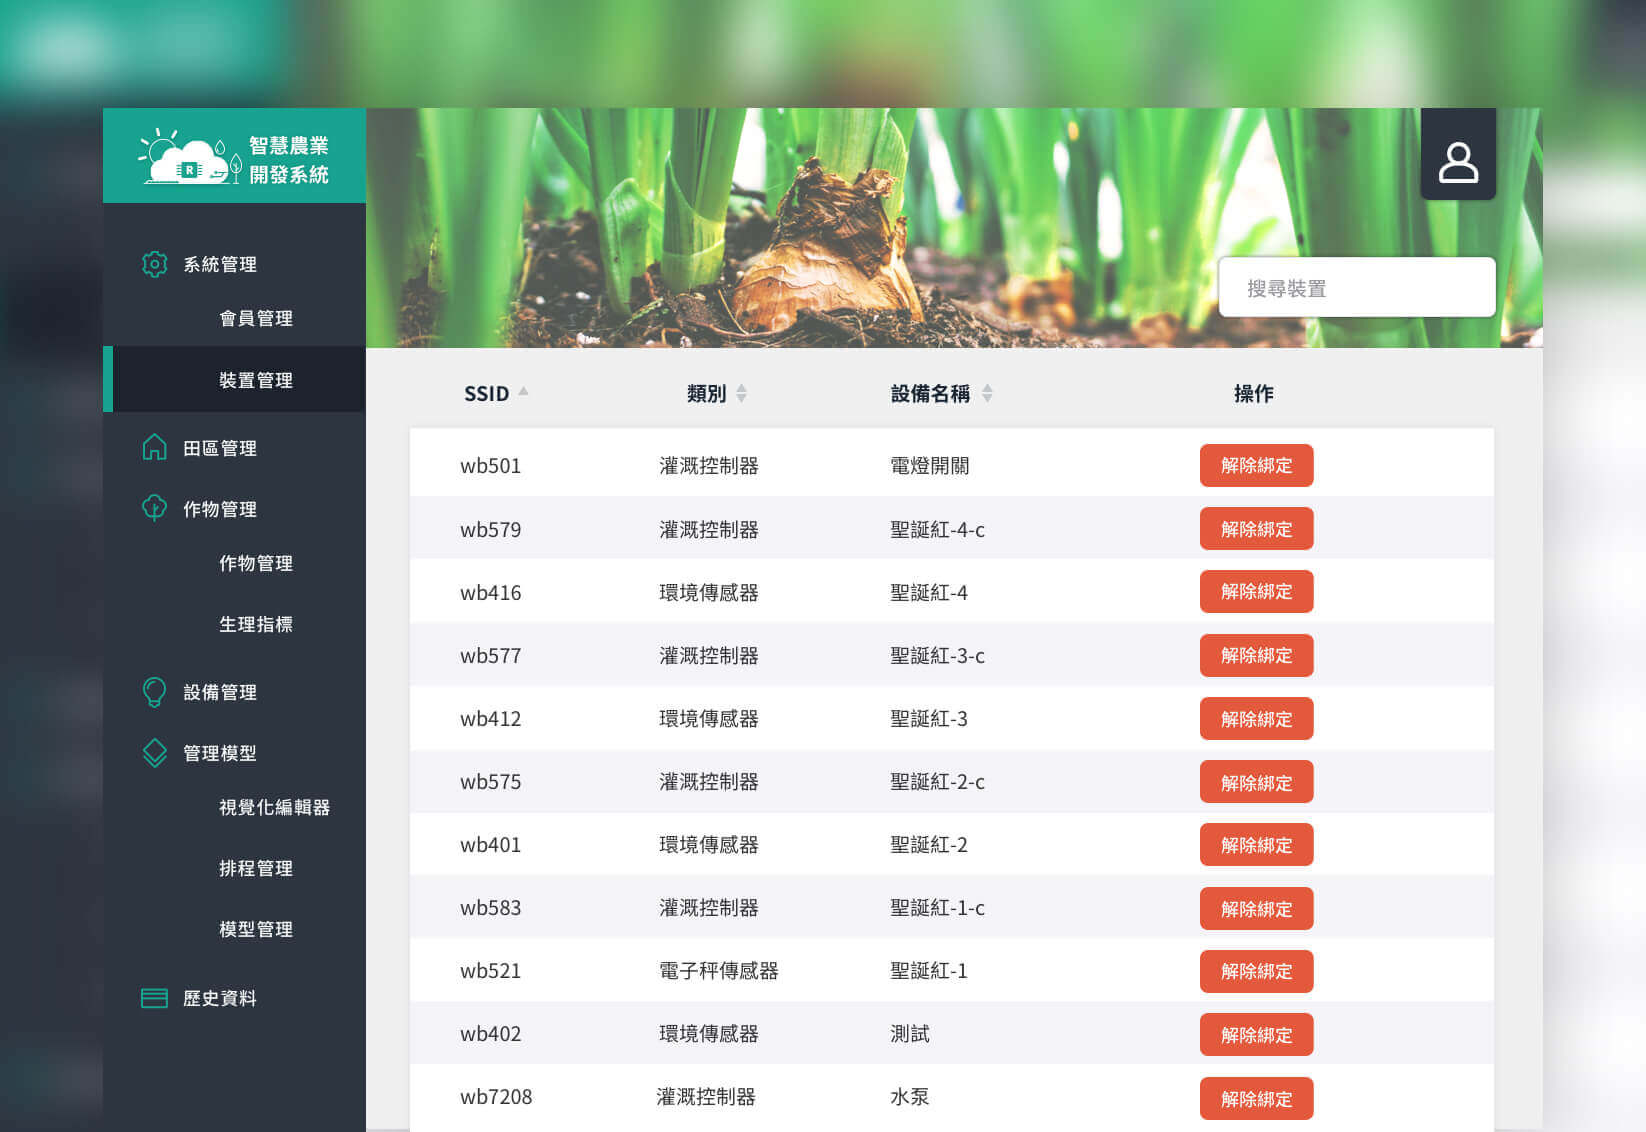 智慧農業
開發系統
R
系統管理
會員管理
裝置管理
田區管理
作物管理
作物管理
生理指標
設備管理
管理模型
視覺化編輯器
排程管理
模型管理
歷史資料
搜尋裝置
SSID 類別 設備名稱 操作
wb501 灌溉控制器 電燈開關 解除綁定
wb579 灌溉控制器 聖誕紅-4-c 解除綁定
wb416 環境傳感器 聖誕紅-4 解除綁定
wb577 灌溉控制器 聖誕紅-3-c 解除綁定
wb412 環境傳感器 聖誕紅-3 解除綁定
wb575 灌溉控制器 聖誕紅-2-c 解除綁定
wb401 環境傳感器 聖誕紅-2 解除綁定
wb583 灌溉控制器 聖誕紅-1-c 解除綁定
wb521 電子秤傳感器 聖誕紅-1 解除綁定
wb402 環境傳感器 測試 解除綁定
wb7208 灌溉控制器 水泵 解除綁定